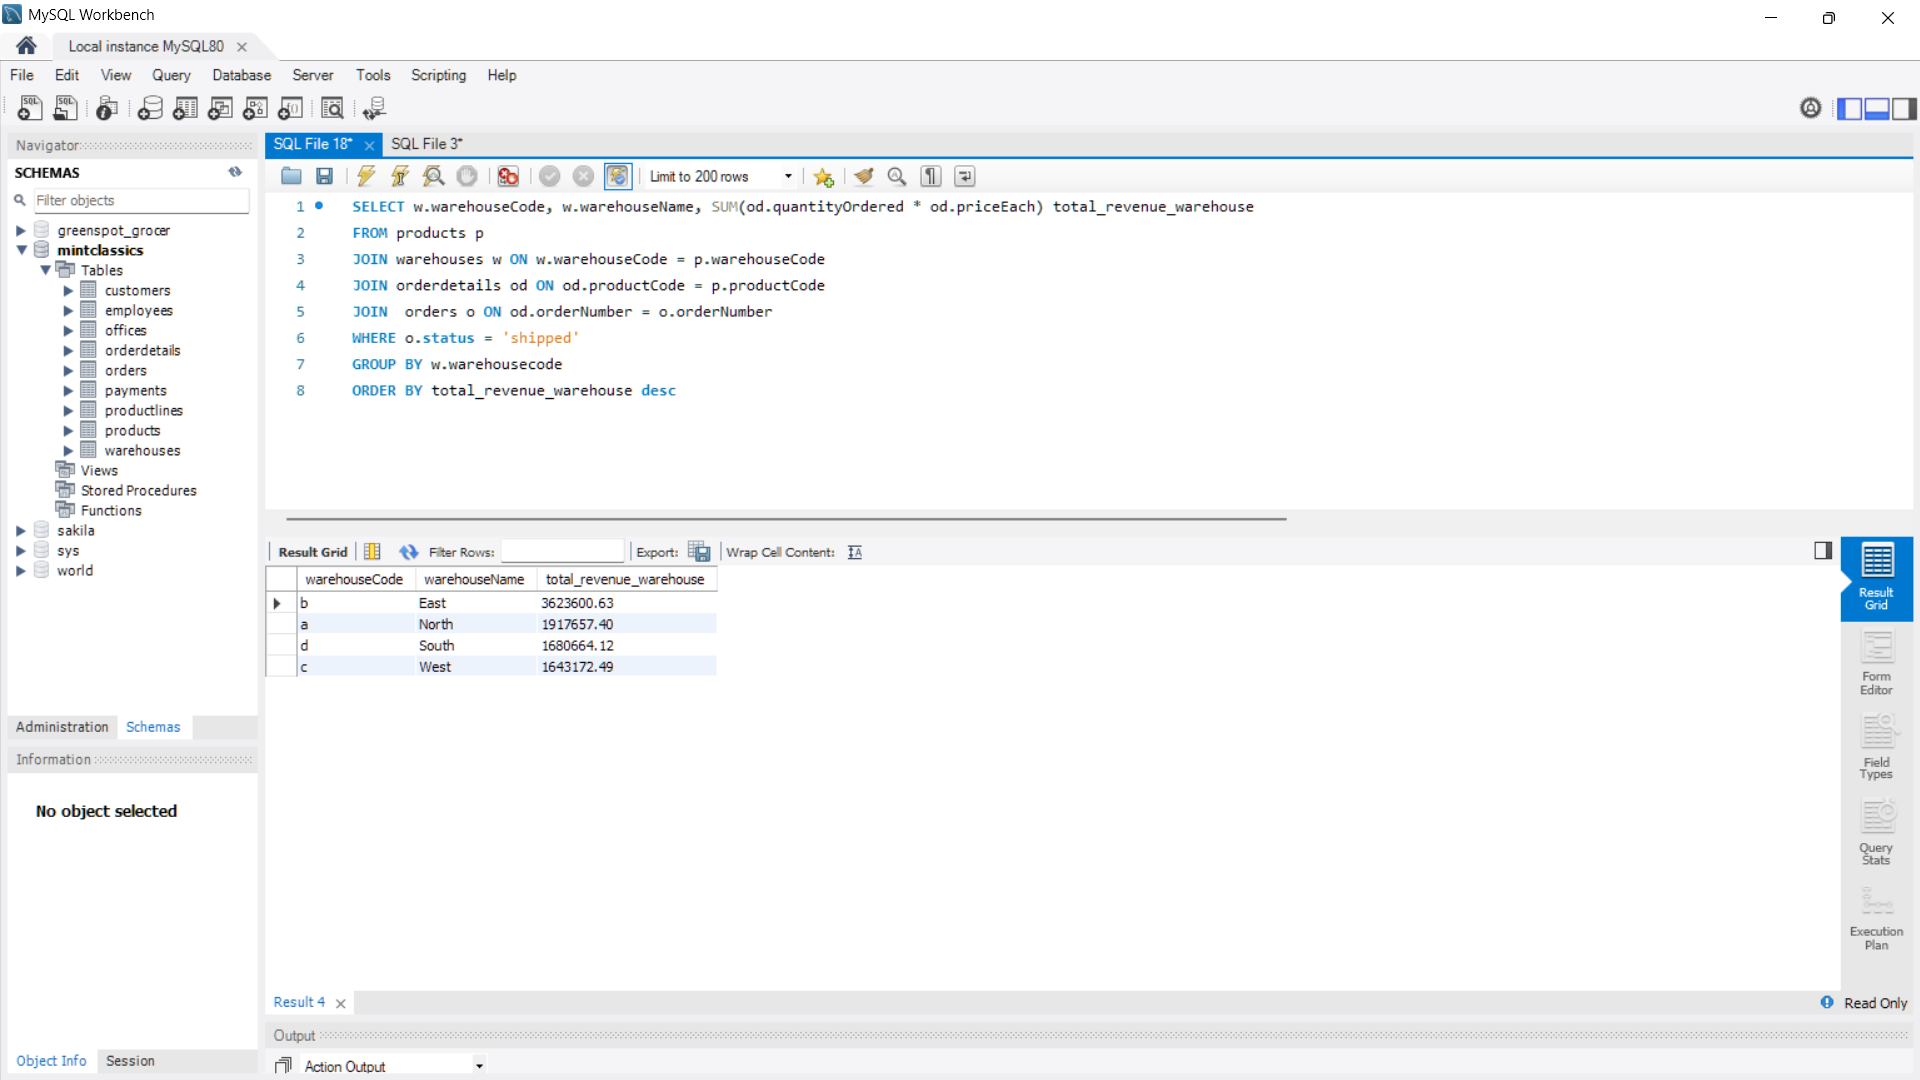 MySQL Workbench
Local instance MySQL80
File Edit View Query Database Server Tools Scripting Help
Navigator
SCHEMAS
Filter objects
greenspot_grocer
mintclassics
Tables
customers
employees
offices
orderdetails
orders
payments
productlines
products
warehouses
Views
Stored Procedures
Functions
sakila
sys
world
Administration Schemas
Information
No object selected
Object Info Session
SQL File 18* SQL File 3*
Limit to 200 rows
1 SELECT w.warehouseCode, w.warehouseName, SUM(od.quantityOrdered * od.priceEach) total_revenue_warehouse
2 FROM products p
3 JOIN warehouses w ON w.warehouseCode = p.warehouseCode
4 JOIN orderdetails od ON od.productCode = p.productCode
5 JOIN orders o ON od.orderNumber = o.orderNumber
6 WHERE o.status = 'shipped'
7 GROUP BY w.warehousecode
8 ORDER BY total_revenue_warehouse desc
Result Grid Filter Rows: Export: Wrap Cell Content:
warehouseCode warehouseName total_revenue_warehouse
b East 3623600.63
a North 1917657.40
d South 1680664.12
c West 1643172.49
Result
Grid
Form
Editor
Field
Types
Query
Stats
Execution
Plan
Result 4
Read Only
Output
Action Output